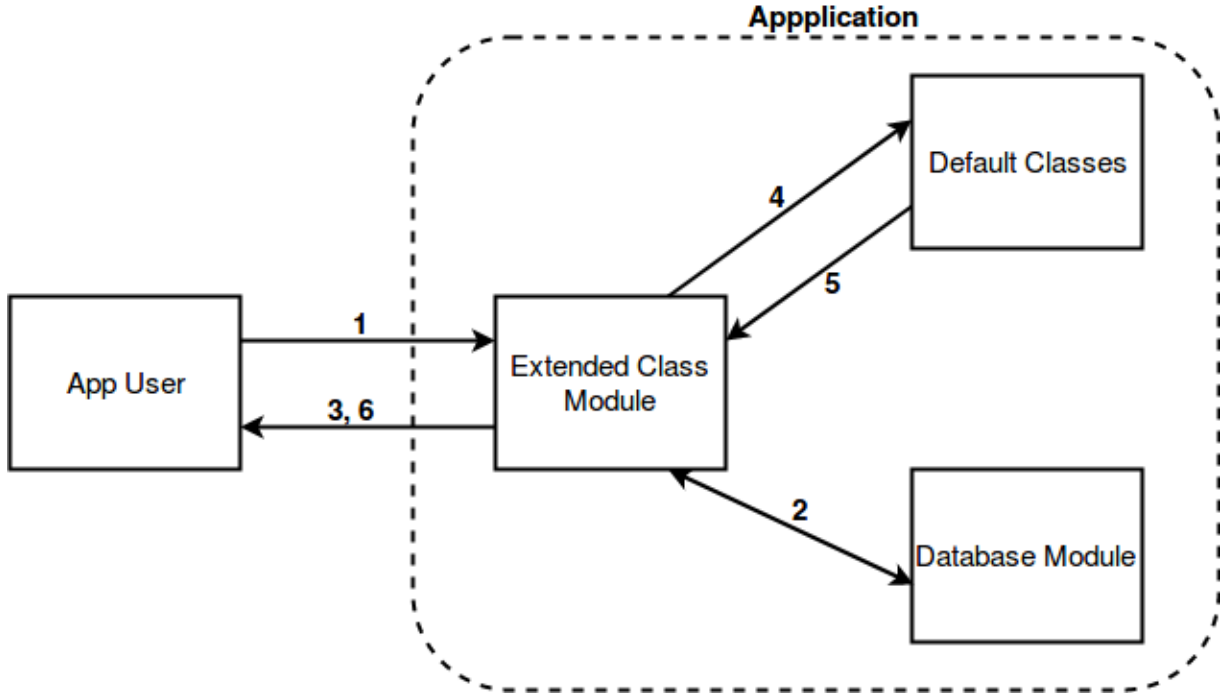 Appplication
Default Classes
4
5
1
App User
Extended Class
Module
3, 6
2
Database Module